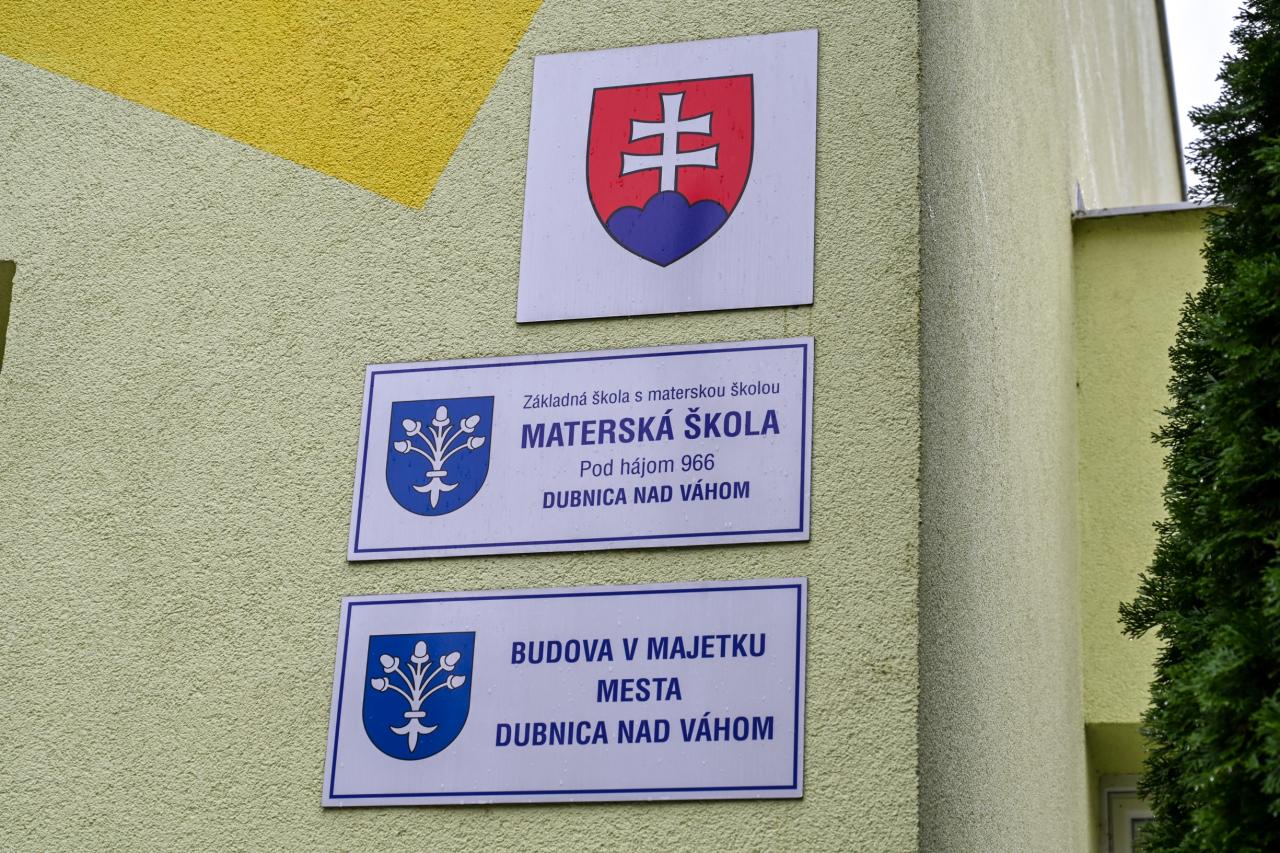 Základná škola s materskou školou
MATERSKÁ ŠKOLA
Pod hájom 966
DUBNICA NAD VÁHOM
BUDOVA V MAJETKU
MESTA
DUBNICA NAD VÁHOM